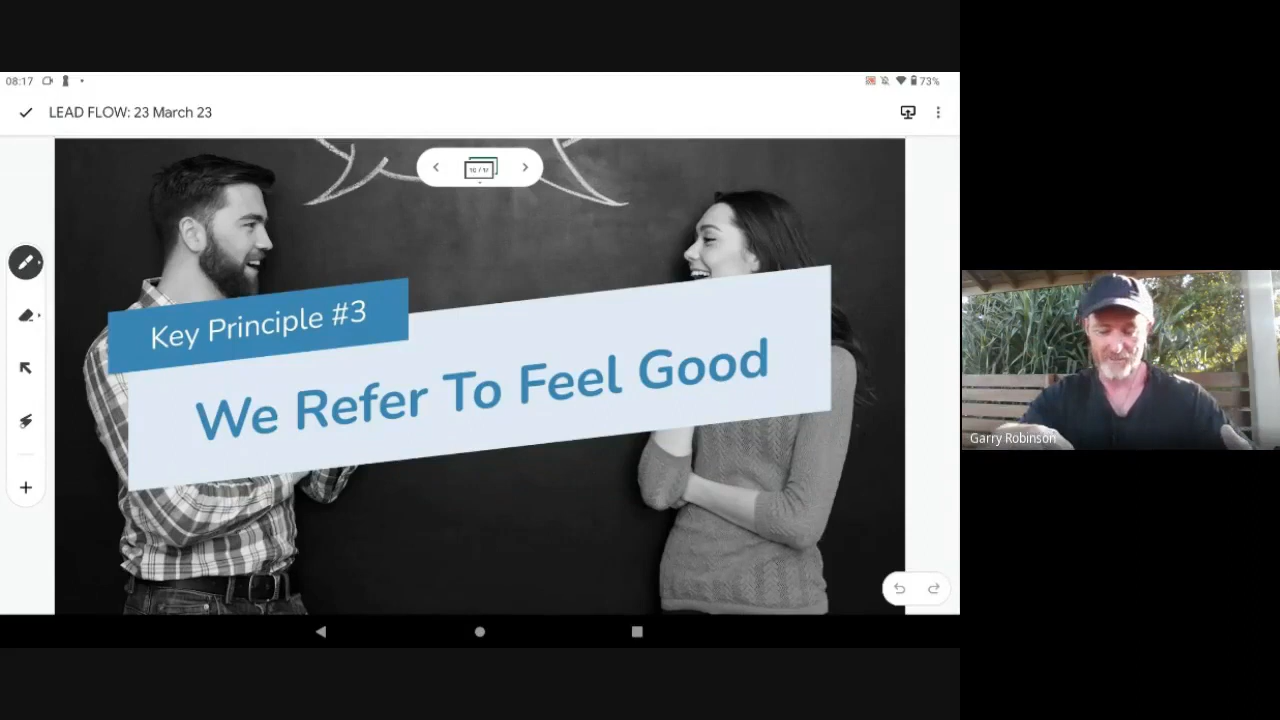 08:17
73%
LEAD FLOW: 23 March 23
Key Principle #3
We Refer To Feel Good
Garry Robinson